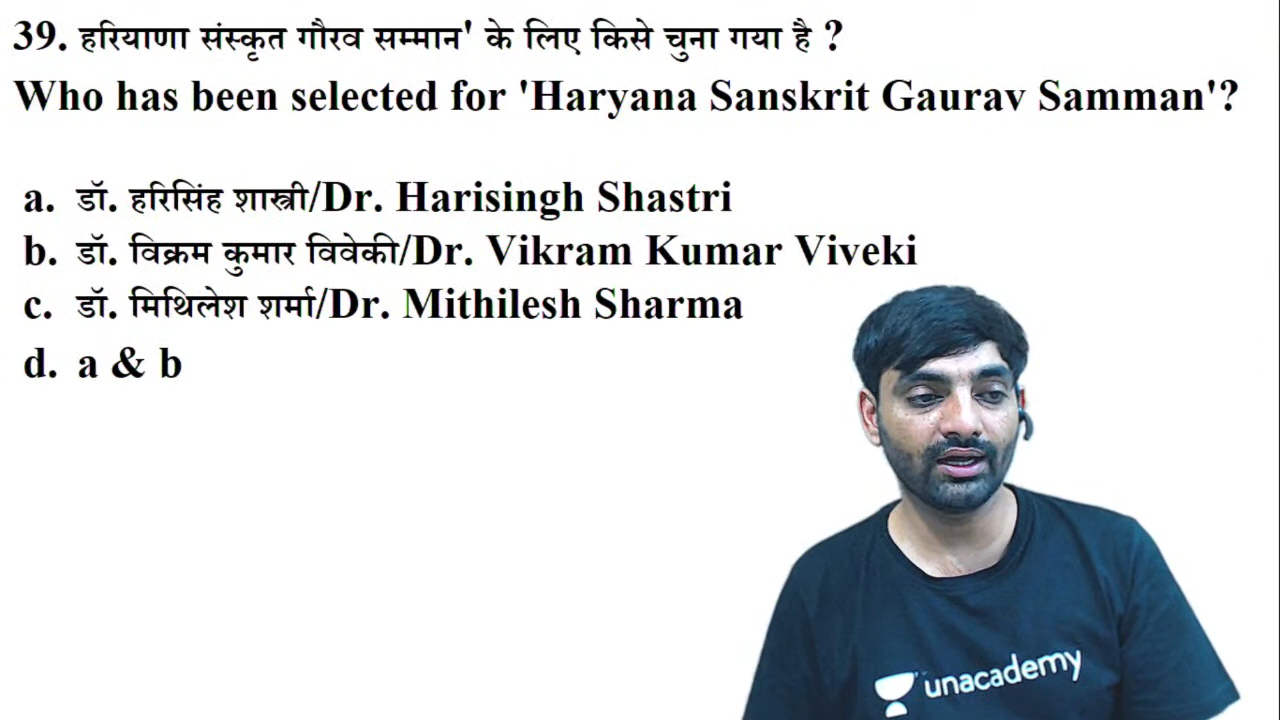 39. हरियाणा संस्कृत गौरव सम्मान' के लिए किसे चुना गया है ?
Who has been selected for 'Haryana Sanskrit Gaurav Samman'?
a. डॉ. हरिसिंह शास्त्री/Dr. Harisingh Shastri
b. डॉ. विक्रम कुमार विवेकी/Dr. Vikram Kumar Viveki
c. डॉ. मिथिलेश शर्मा/Dr. Mithilesh Sharma
d. a & b
unacademy